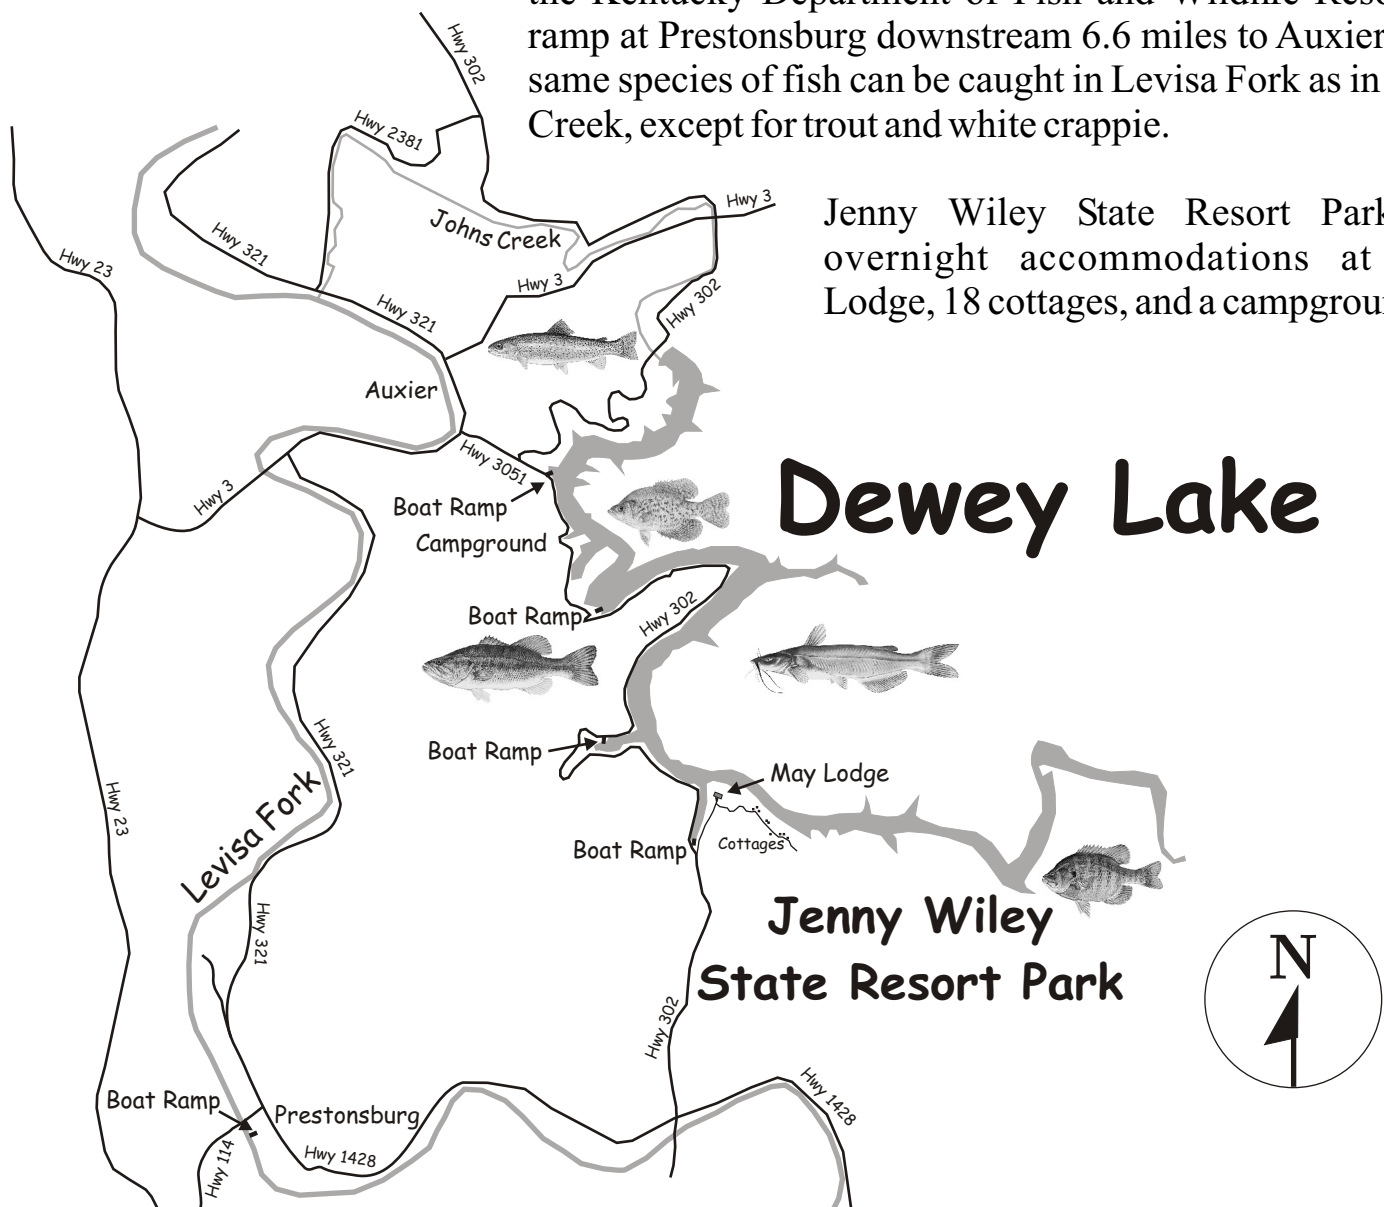 the Kentucky Department of Fish and Wildlife
ramp at Prestonsburg downstream 6.6 miles to Auxier
same species of fish can be caught in Levisa Fork as in
Creek, except for trout and white crappie.
Jenny Wiley State Resort Park
overnight accommodations at
Lodge, 18 cottages, and a
Hwy 302
Hwy 2381
Hwy 3
Johns Creek
Hwy 321
Hwy 23
Hwy 3
Hwy 302
Hwy 321
Auxier
Hwy 3051
Hwy 3
Dewey Lake
Boat Ramp
Campground
Hwy 302
Boat Ramp
Hwy 321
Boat Ramp
May Lodge
Hwy 23
Levisa Fork
Boat Ramp
Cottages
Hwy 321
Jenny Wiley
State Resort Park
N
Hwy 302
Boat Ramp
Prestonsburg
Hwy 1428
Hwy 1428
Hwy 114